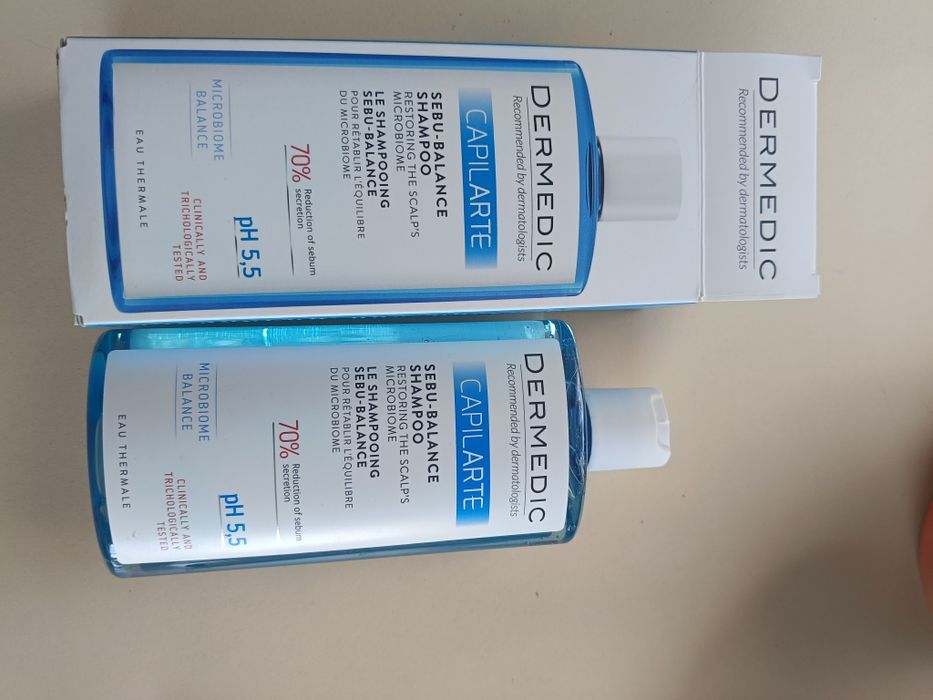 DERMEDIC
Recommended by dermatologists
DERMEDIC
Recommended by dermatologists
CAPILARTE
SEBU-BALANCE
SHAMPOO
RESTORING THE SCALP'S
MICROBIOME
LE SHAMPOOING
SEBU-BALANCE
POUR RÉTABLIR L'ÉQUILIBRE
DU MICROBIOME
70% Reduction of sebum
secretion
pH 5,5
MICROBIOME
BALANCE
CLINICALLY AND
TRICHOLOGICALLY
TESTED
EAU THERMALE
DERMEDIC
Recommended by dermatologists
CAPILARTE
SEBU-BALANCE
SHAMPOO
RESTORING THE SCALP'S
MICROBIOME
LE SHAMPOOING
SEBU-BALANCE
POUR RÉTABLIR L'ÉQUILIBRE
DU MICROBIOME
70% Reduction of sebum
secretion
pH 5,5
MICROBIOME
BALANCE
CLINICALLY AND
TRICHOLOGICALLY
TESTED
EAU THERMALE